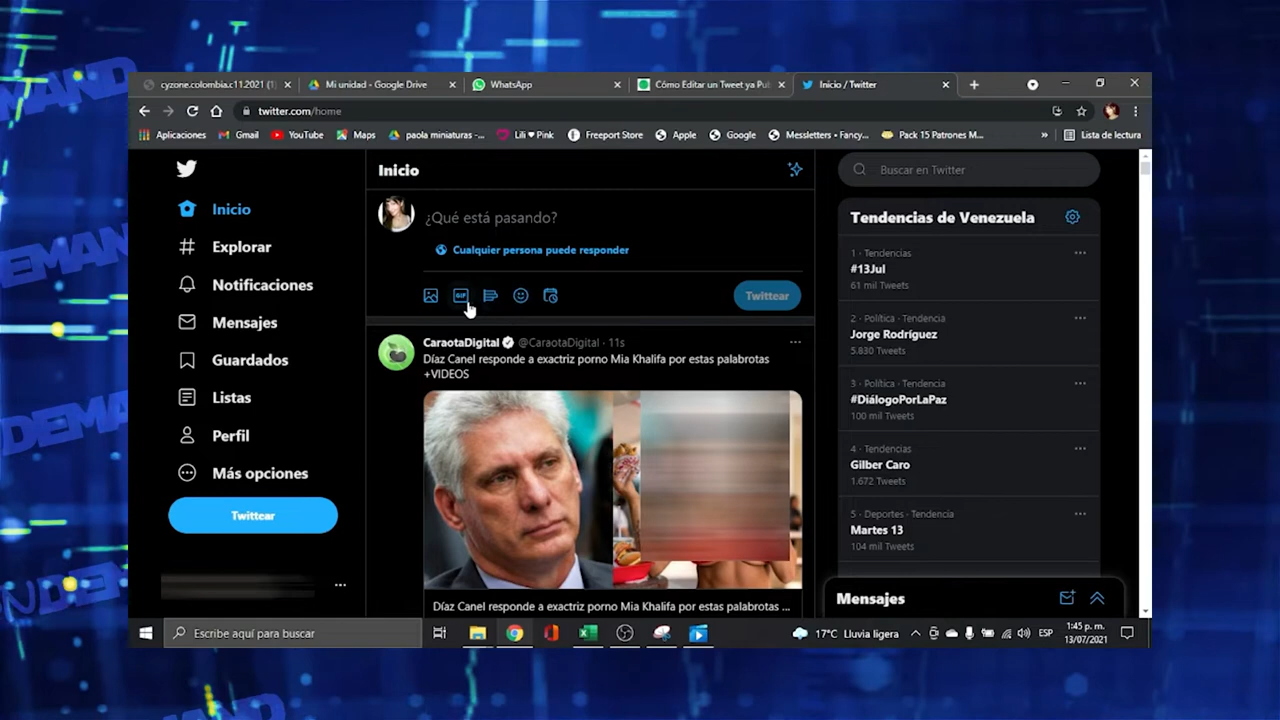 cyzone.colombia.c11.2021 (1)
Mi unidad - Google Drive
WhatsApp
Cómo Editar un Tweet ya Pu
Inicio / Twitter
twitter.com/home
Aplicaciones
Gmail
YouTube
Maps
paola miniaturas -...
Lili ♥ Pink
Freeport Store
Apple
Google
Messletters - Fancy...
Pack 15 Patrones M...
»
Lista de lectura
Inicio
Explorar
Notificaciones
Mensajes
Guardados
Listas
Perfil
Más opciones
Twittear
Inicio
¿Qué está pasando?
Cualquier persona puede responder
GIF
Twittear
CaraotaDigital @CaraotaDigital · 11s
Díaz Canel responde a exactriz porno Mia Khalifa por estas palabrotas
+VIDEOS
Díaz Canel responde a exactriz porno Mia Khalifa por estas palabrotas ...
Buscar en Twitter
Tendencias de Venezuela
1 · Tendencias
#13Jul
61 mil Tweets
2 · Política · Tendencia
Jorge Rodríguez
5.830 Tweets
3 · Política · Tendencia
#DiálogoPorLaPaz
100 mil Tweets
4 · Tendencias
Gilber Caro
1.672 Tweets
5 · Deportes · Tendencia
Martes 13
104 mil Tweets
Mensajes
Escribe aquí para buscar
17°C Lluvia ligera
ESP
1:45 p. m.
13/07/2021